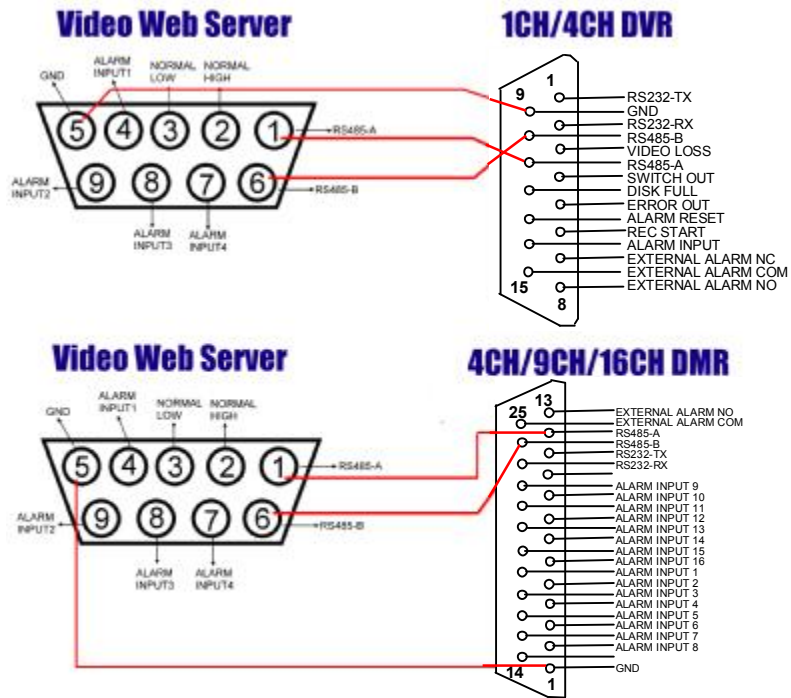 Video Web Server
1CH/4CH DVR
GND
ALARM
INPUT1
NORMAL
LOW
NORMAL
HIGH
5
4
3
2
1
RS485-A
ALARM
INPUT2
9
8
7
6
RS485-B
ALARM
INPUT3
ALARM
INPUT4
9
1
RS232-TX
GND
RS232-RX
RS485-B
VIDEO LOSS
RS485-A
SWITCH OUT
DISK FULL
ERROR OUT
ALARM RESET
REC START
ALARM INPUT
EXTERNAL ALARM NC
EXTERNAL ALARM COM
EXTERNAL ALARM NO
15
8
Video Web Server
4CH/9CH/16CH DMR
GND
ALARM
INPUT1
NORMAL
LOW
NORMAL
HIGH
5
4
3
2
1
RS485-A
ALARM
INPUT2
9
8
7
6
RS485-B
ALARM
INPUT3
ALARM
INPUT4
25
13
EXTERNAL ALARM NO
EXTERNAL ALARM COM
RS485-A
RS485-B
RS232-TX
RS232-RX
ALARM INPUT 9
ALARM INPUT 10
ALARM INPUT 11
ALARM INPUT 12
ALARM INPUT 13
ALARM INPUT 14
ALARM INPUT 15
ALARM INPUT 16
ALARM INPUT 1
ALARM INPUT 2
ALARM INPUT 3
ALARM INPUT 4
ALARM INPUT 5
ALARM INPUT 6
ALARM INPUT 7
ALARM INPUT 8
GND
14
1